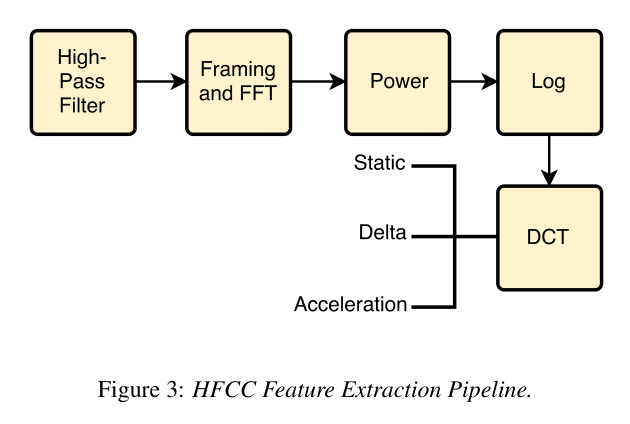 High-
Pass
Filter
Framing
and FFT
Power
Log
Static
Delta
Acceleration
DCT
Figure 3: HFCC Feature Extraction Pipeline.